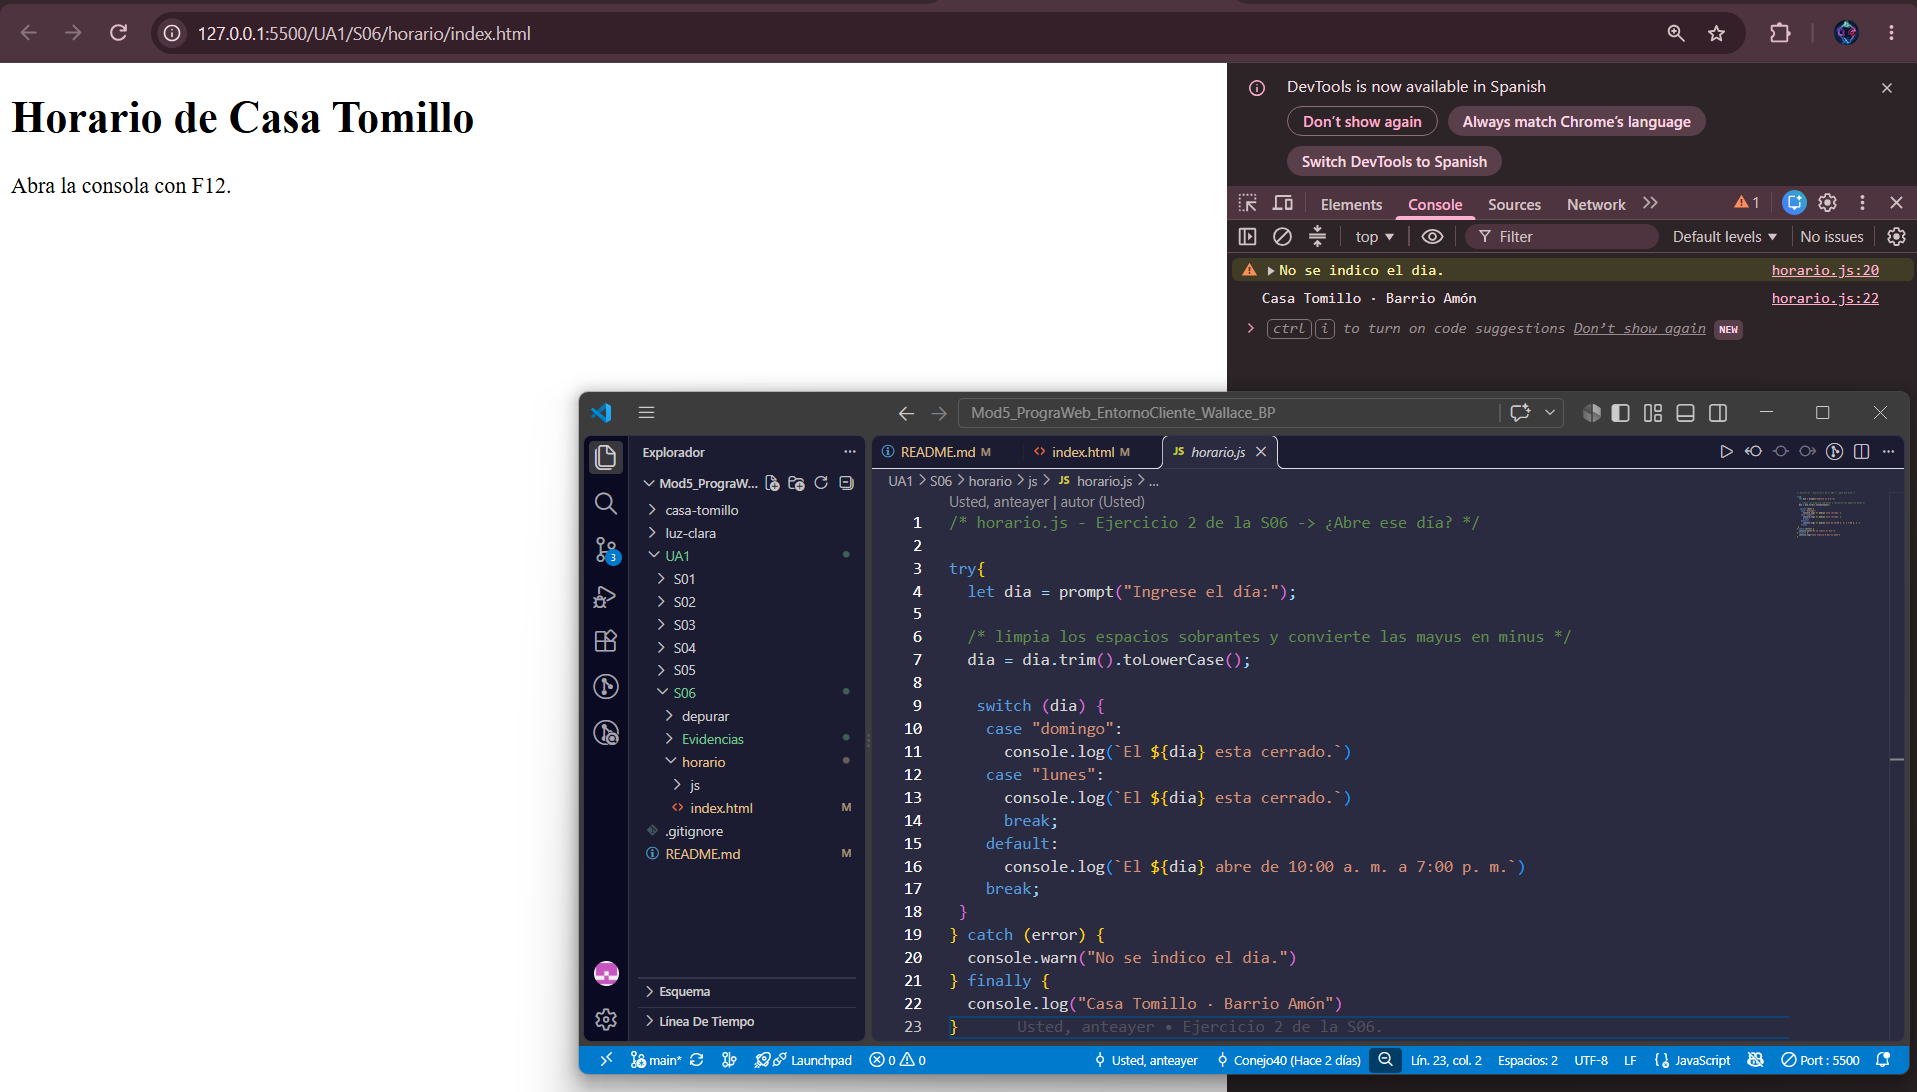 127.0.0.1:5500/UA1/S06/horario/index.html
Horario de Casa Tomillo
Abra la consola con F12.
DevTools is now available in Spanish
Don't show again
Always match Chrome's language
Switch DevTools to Spanish
Elements Console Sources Network 1
top Filter Default levels No issues
No se indico el dia. horario.js:20
Casa Tomillo · Barrio Amón horario.js:22
ctrl i to turn on code suggestions Don't show again NEW
Mod5_PrograWeb_EntornoCliente_Wallace_BP
Explorador
Mod5_PrograW...
casa-tomillo
luz-clara
UA1
S01
S02
S03
S04
S05
S06
depurar
Evidencias
horario
js
index.html M
.gitignore
README.md M
Esquema
Línea De Tiempo
3
README.md M index.html M JS horario.js
UA1 > S06 > horario > js > JS horario.js > ...
Usted, anteayer | autor (Usted)
1 /* horario.js - Ejercicio 2 de la S06 -> ¿Abre ese día? */
2
3 try{
4 let dia = prompt("Ingrese el día:");
5
6 /* limpia los espacios sobrantes y convierte las mayus en minus */
7 dia = dia.trim().toLowerCase();
8
9 switch (dia) {
10 case "domingo":
11 console.log(`El ${dia} esta cerrado.`)
12 case "lunes":
13 console.log(`El ${dia} esta cerrado.`)
14 break;
15 default:
16 console.log(`El ${dia} abre de 10:00 a. m. a 7:00 p. m.`)
17 break;
18 }
19 } catch (error) {
20 console.warn("No se indico el dia.")
21 } finally {
22 console.log("Casa Tomillo · Barrio Amón")
23 } Usted, anteayer • Ejercicio 2 de la S06.
main* Launchpad 0 0 Usted, anteayer Conejo40 (Hace 2 días) Lín. 23, col. 2 Espacios: 2 UTF-8 LF {} JavaScript Port : 5500